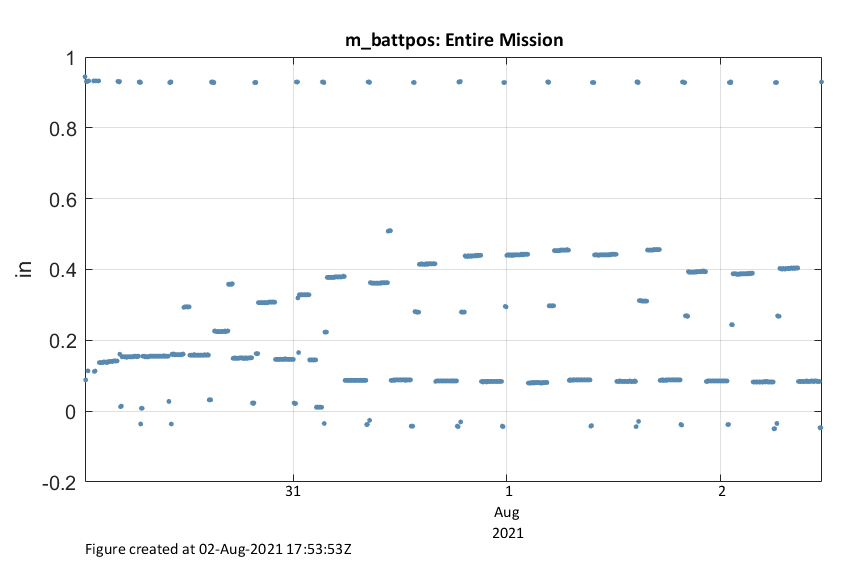 m_battpos: Entire Mission
1
0.8
0.6
0.4
0.2
0
-0.2
in
31
1
2
Aug
2021
Figure created at 02-Aug-2021 17:53:53Z